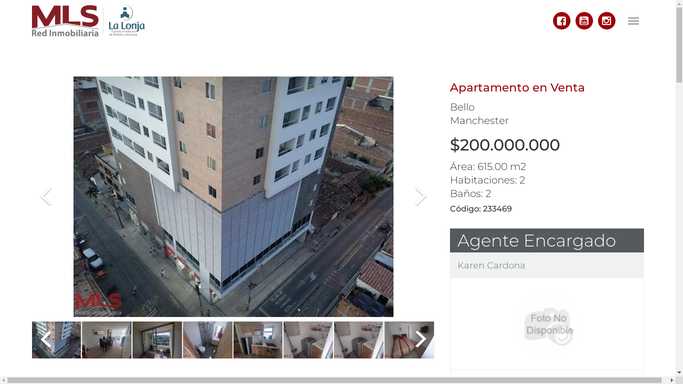 MLS
Red Inmobiliaria
La Lonja
Apartamento en Venta
Bello
Manchester
$200.000.000
Área: 615.00 m2
Habitaciones: 2
Baños: 2
Código: 233469
Agente Encargado
Karen Cardona
Foto No
Disponible
MLS